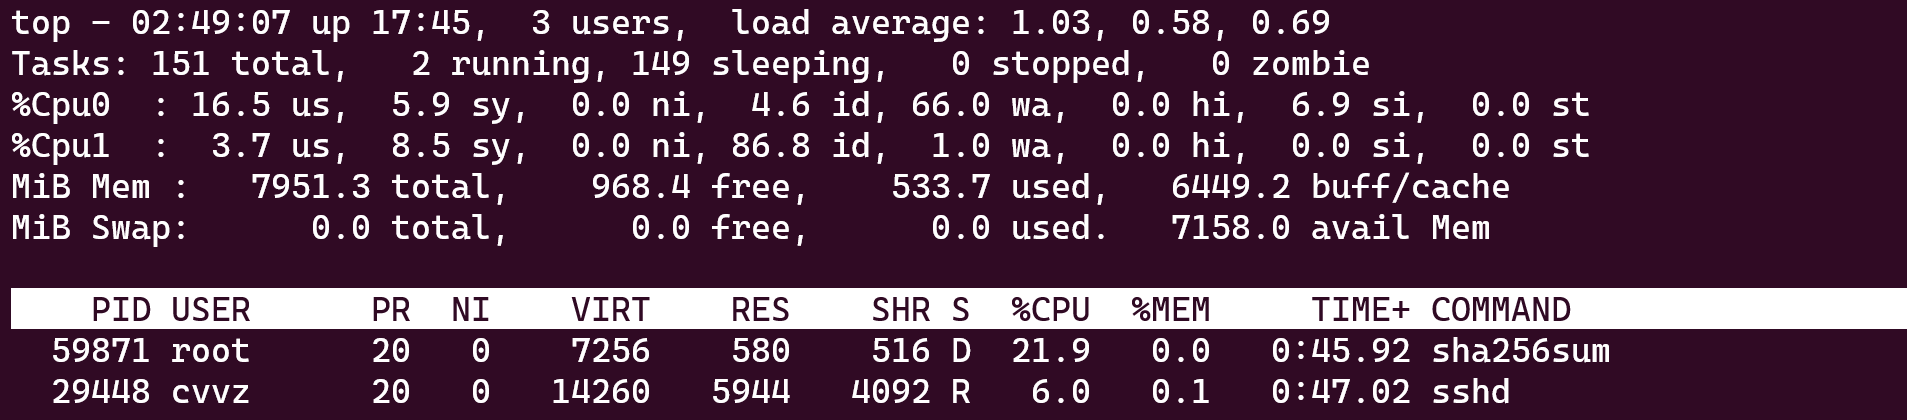 top - 02:49:07 up 17:45,  3 users,  load average: 1.03, 0.58, 0.69
Tasks: 151 total,   2 running, 149 sleeping,   0 stopped,   0 zombie
%Cpu0  : 16.5 us,  5.9 sy,  0.0 ni,  4.6 id, 66.0 wa,  0.0 hi,  6.9 si,  0.0 st
%Cpu1  :  3.7 us,  8.5 sy,  0.0 ni, 86.8 id,  1.0 wa,  0.0 hi,  0.0 si,  0.0 st
MiB Mem :   7951.3 total,    968.4 free,    533.7 used,   6449.2 buff/cache
MiB Swap:      0.0 total,      0.0 free,      0.0 used.   7158.0 avail Mem
    PID USER      PR  NI    VIRT    RES    SHR S  %CPU  %MEM     TIME+ COMMAND
  59871 root      20   0    7256    580    516 D  21.9   0.0   0:45.92 sha256sum
  29448 cvvz      20   0   14260   5944   4092 R   6.0   0.1   0:47.02 sshd